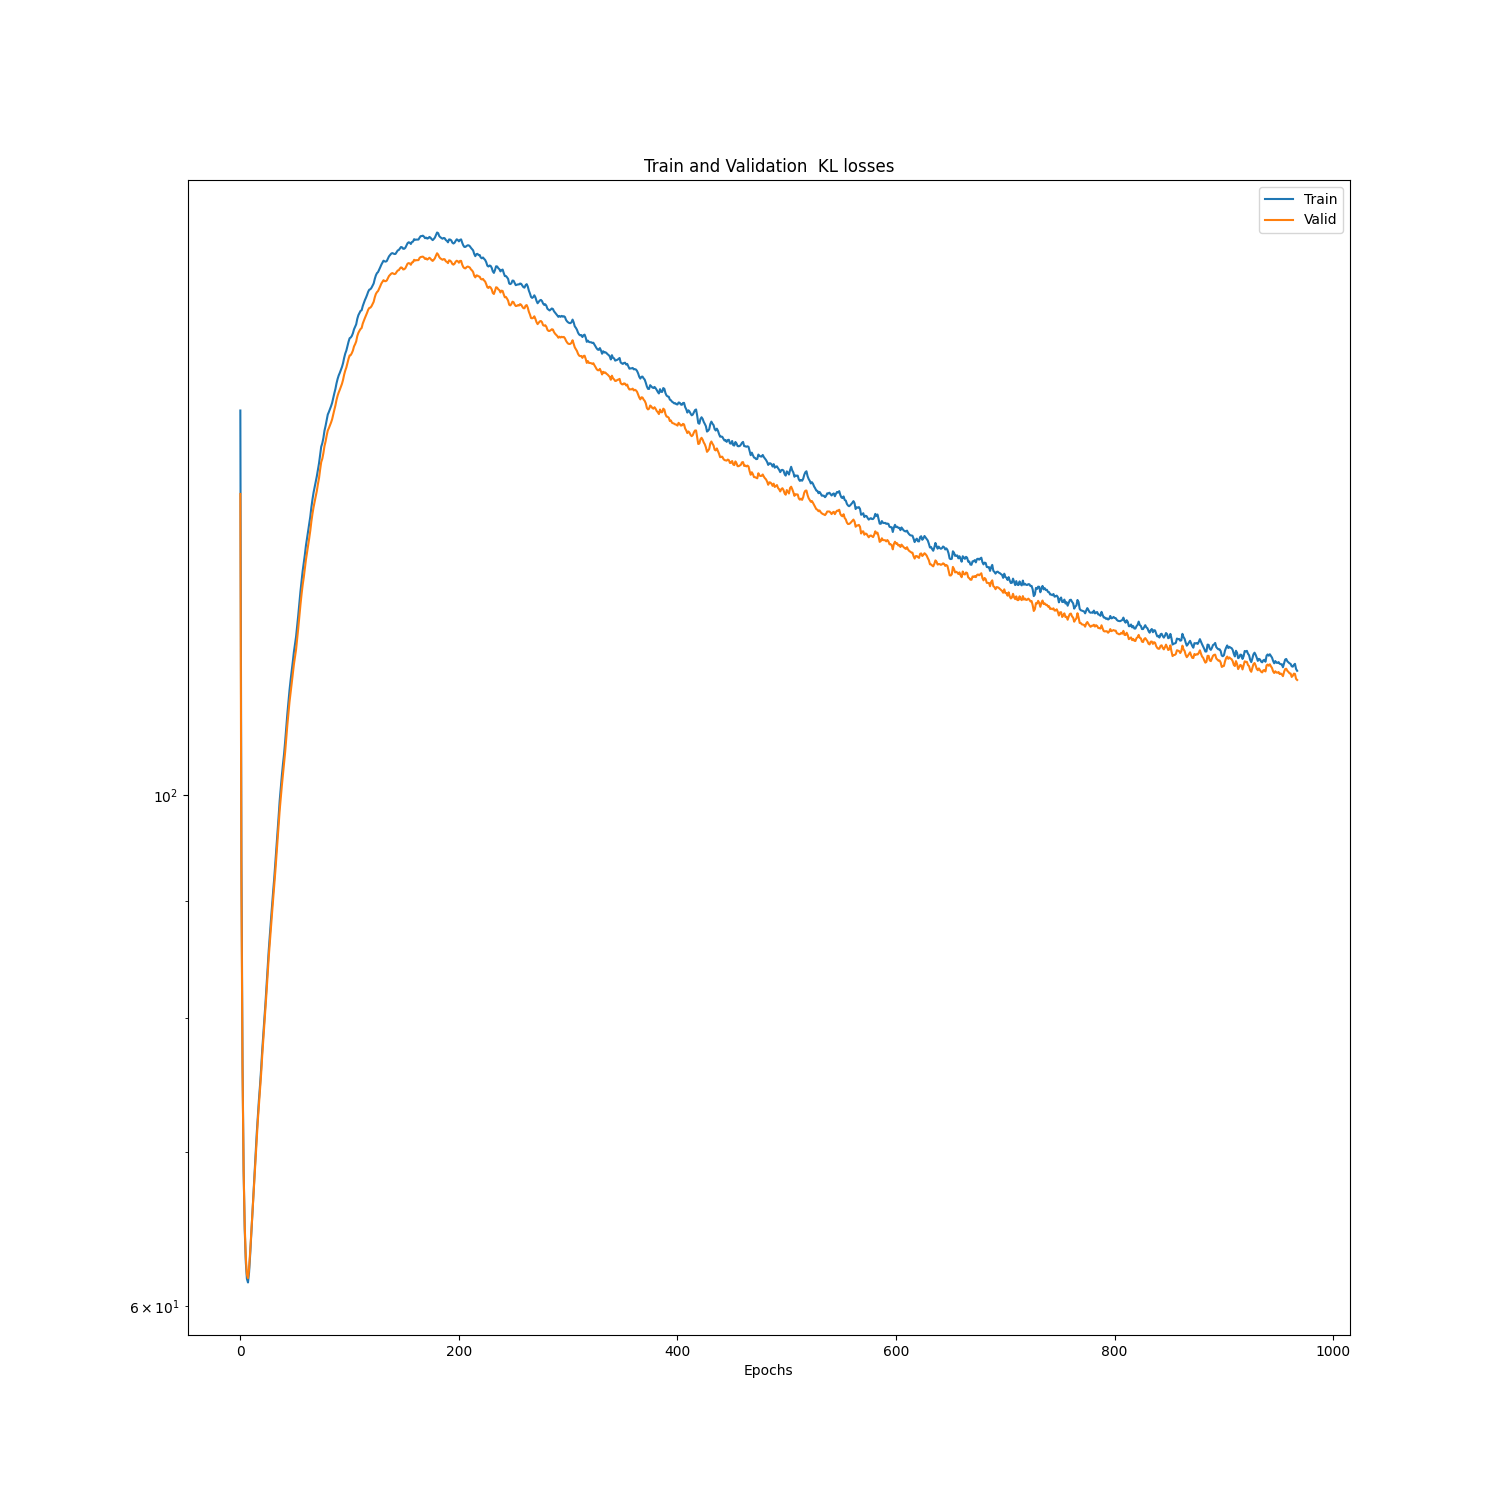 Train and Validation  KL losses
Train
Valid
10²
6 × 10¹
0 200 400 600 800 1000
Epochs